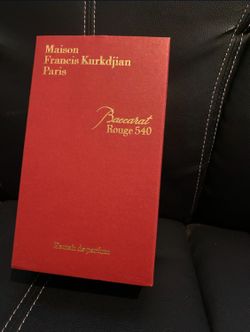 Maison
Francis Kurkdjian
Paris
Baccarat
Rouge 540
Extrait de parfum